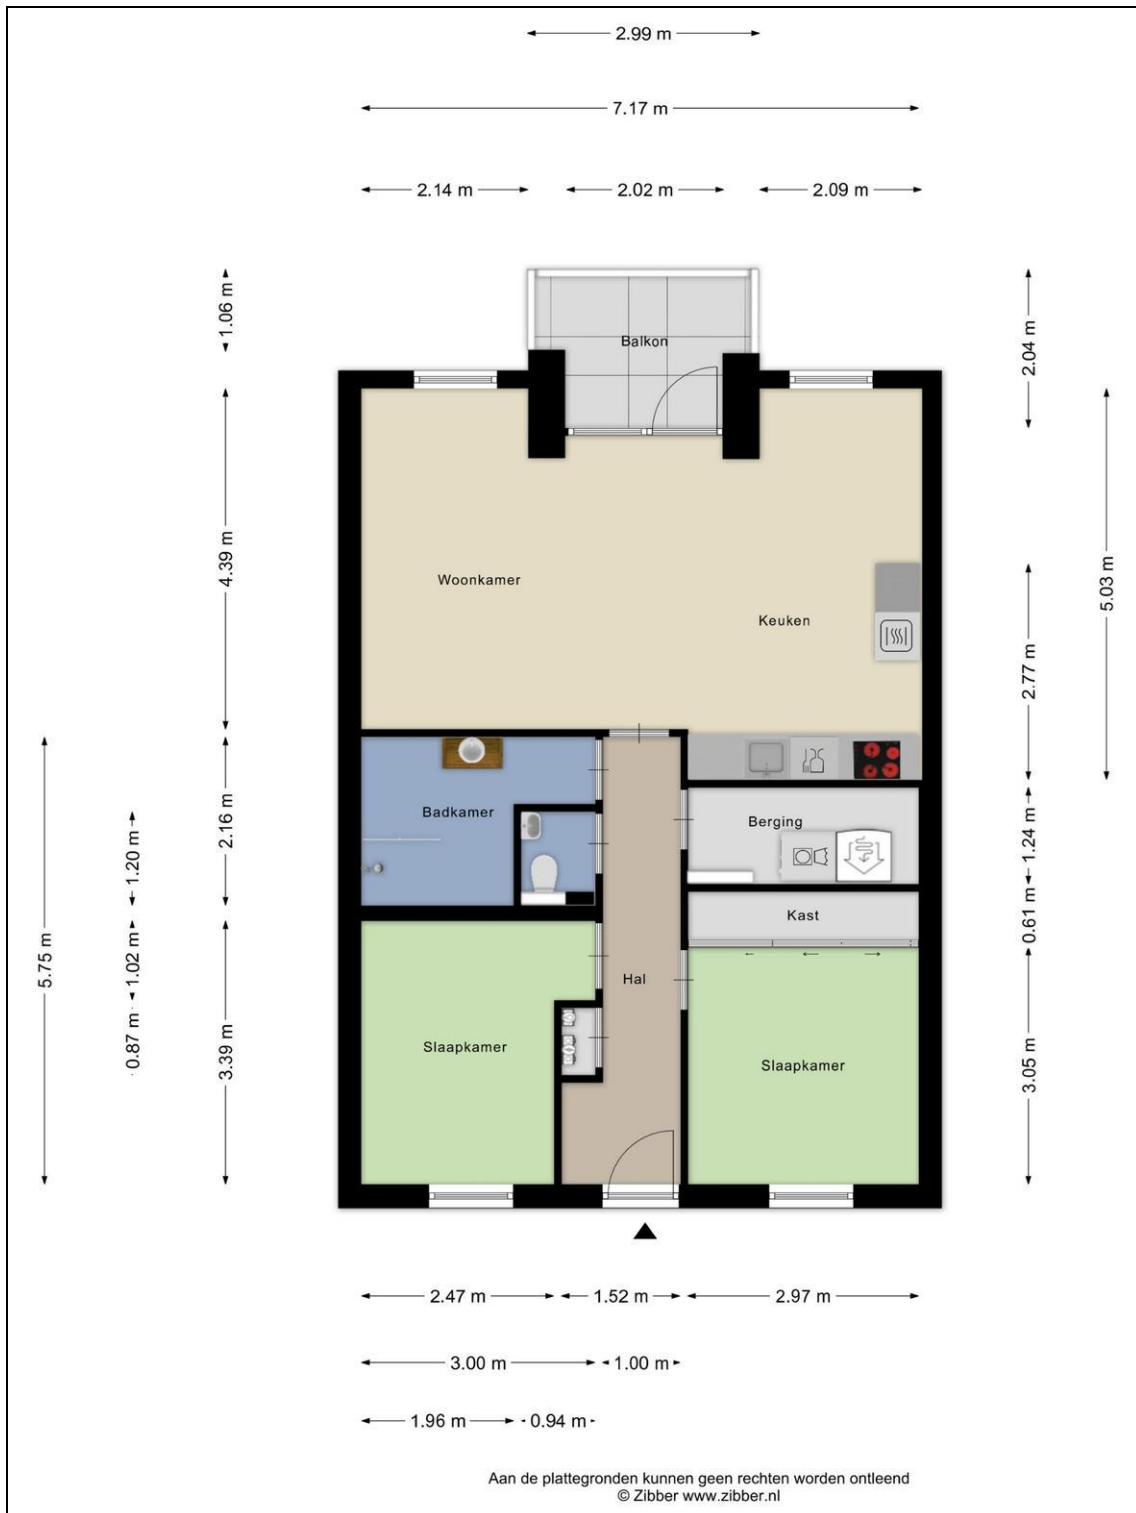 2.99 m
7.17 m
2.14 m
2.02 m
2.09 m
1.06 m
2.04 m
Balkon
4.39 m
5.03 m
Woonkamer
Keuken
2.77 m
5.75 m
1.20 m
2.16 m
Badkamer
Berging
1.24 m
0.61 m
Kast
1.02 m
0.87 m
3.39 m
Hal
Slaapkamer
Slaapkamer
3.05 m
2.47 m
1.52 m
2.97 m
3.00 m
1.00 m
1.96 m
0.94 m
Aan de plattegronden kunnen geen rechten worden ontleend
© Zibber www.zibber.nl